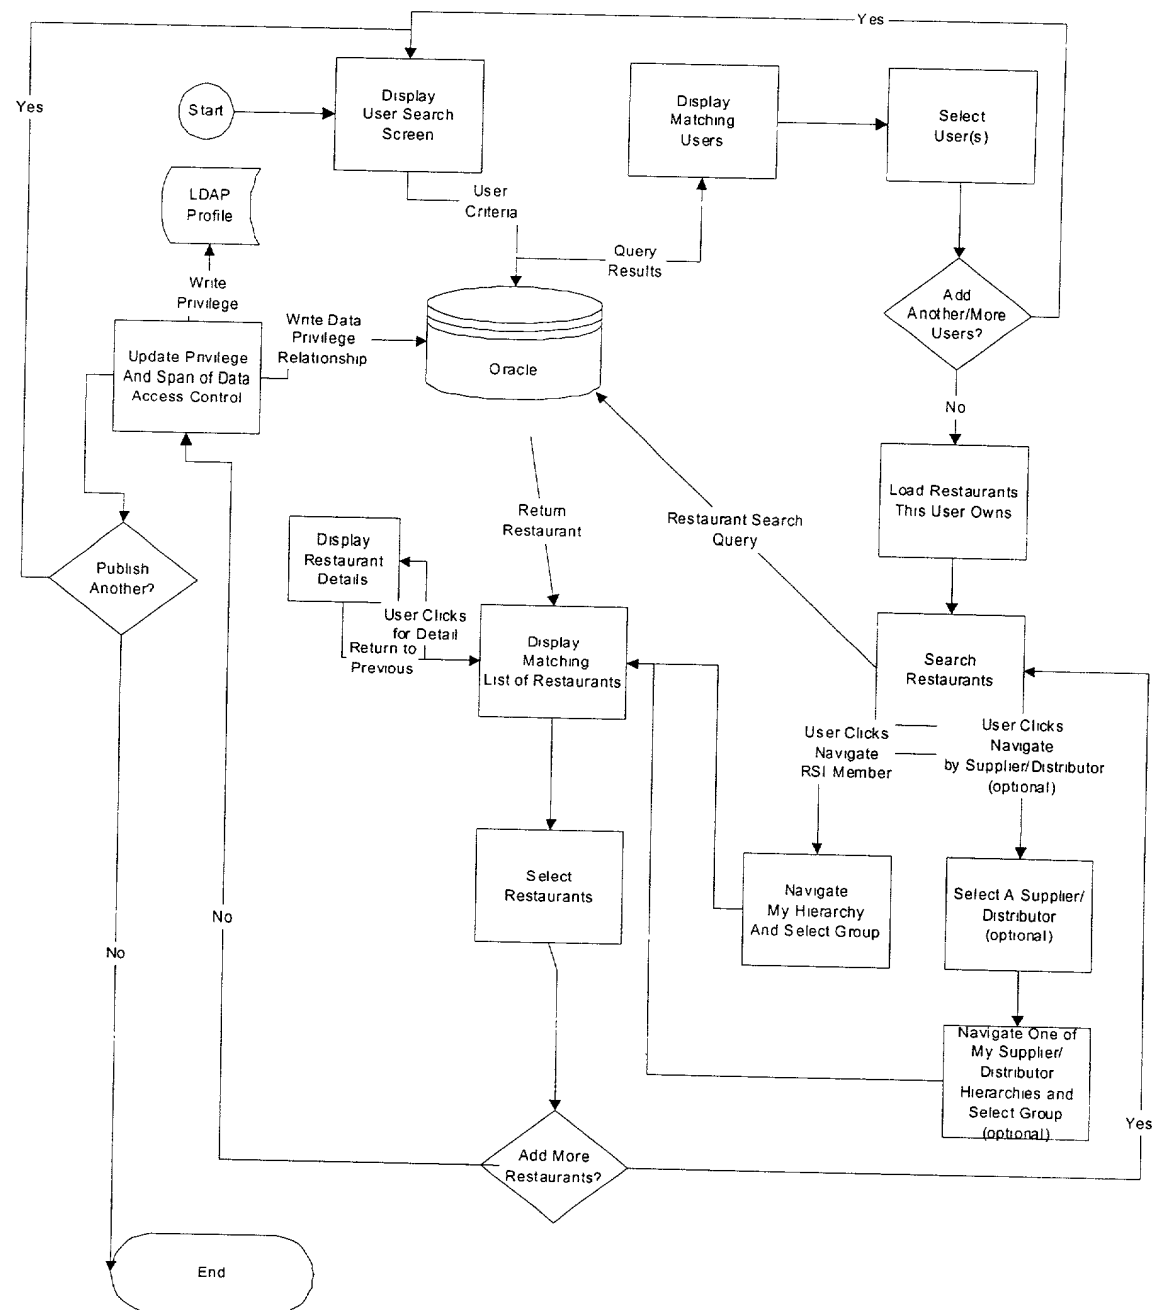 Yes
Yes
Start
Display
User Search
Screen
Display
Matching
Users
Select
User(s)
LDAP
Profile
User
Criteria
Query
Results
Write
Privilege
Add
Another/More
Users?
Write Data
Privilege
Relationship
Update Privilege
And Span of Data
Access Control
Oracle
No
Load Restaurants
This User Owns
Return
Restaurant
Restaurant Search
Query
Display
Restaurant
Details
Publish
Another?
User Clicks
for Detail
Return to
Previous
Display
Matching
List of Restaurants
Search
Restaurants
User Clicks
Navigate
RSI Member
User Clicks
Navigate
by Supplier/Distributor
(optional)
Select
Restaurants
Navigate
My Hierarchy
And Select Group
Select A Supplier/
Distributor
(optional)
No
No
Navigate One of
My Supplier/
Distributor
Hierarchies and
Select Group
(optional)
Yes
Add More
Restaurants?
End